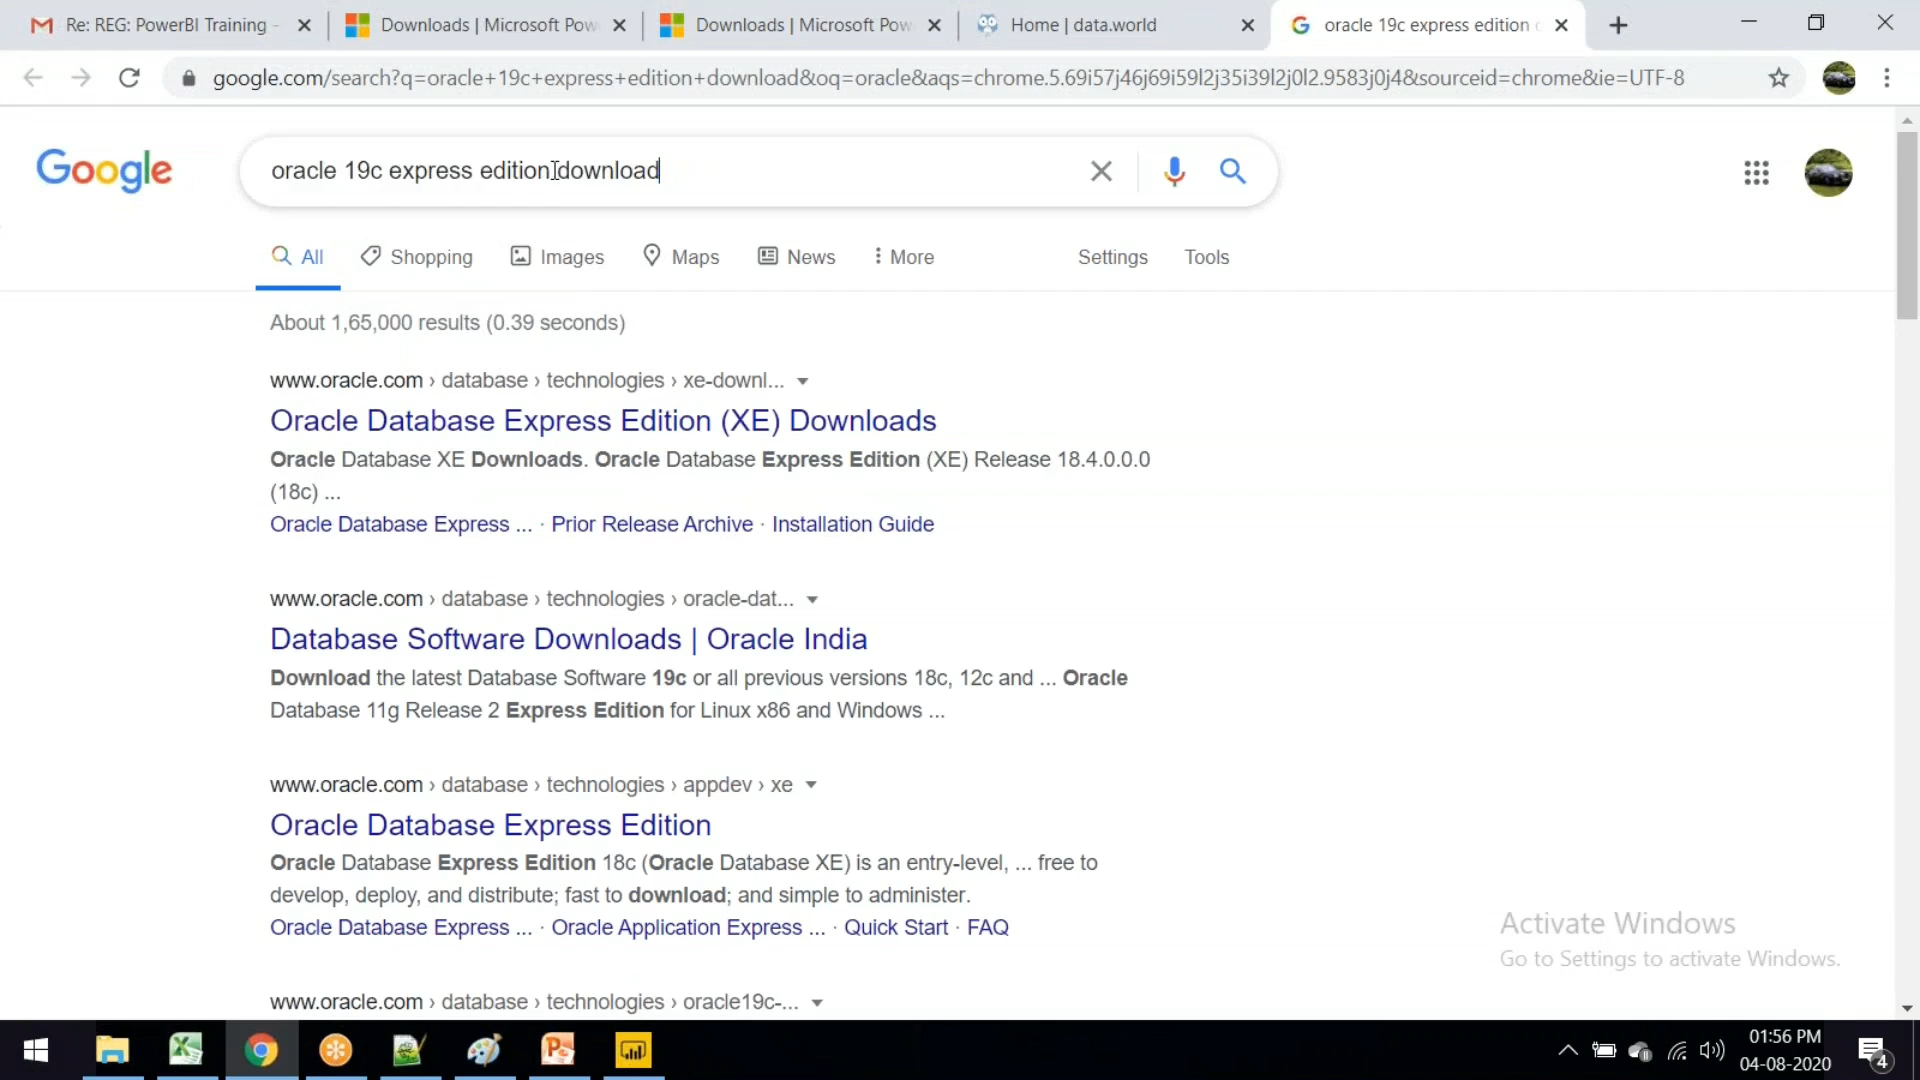 Re: REG: PowerBI Training -
Downloads | Microsoft Pow
Downloads | Microsoft Pow
Home | data.world
oracle 19c express edition
google.com/search?q=oracle+19c+express+edition+download&oq=oracle&aqs=chrome.5.69i57j46j69i59l2j35i39l2j0l2.9583j0j4&sourceid=chrome&ie=UTF-8
Google
oracle 19c express edition download
All
Shopping
Images
Maps
News
More
Settings
Tools
About 1,65,000 results (0.39 seconds)
www.oracle.com › database › technologies › xe-downl...
Oracle Database Express Edition (XE) Downloads
Oracle Database XE Downloads. Oracle Database Express Edition (XE) Release 18.4.0.0.0
(18c) ...
Oracle Database Express ... · Prior Release Archive · Installation Guide
www.oracle.com › database › technologies › oracle-dat...
Database Software Downloads | Oracle India
Download the latest Database Software 19c or all previous versions 18c, 12c and ... Oracle
Database 11g Release 2 Express Edition for Linux x86 and Windows ...
www.oracle.com › database › technologies › appdev › xe
Oracle Database Express Edition
Oracle Database Express Edition 18c (Oracle Database XE) is an entry-level, ... free to
develop, deploy, and distribute; fast to download; and simple to administer.
Oracle Database Express ... · Oracle Application Express ... · Quick Start · FAQ
www.oracle.com › database › technologies › oracle19c-...
Activate Windows
Go to Settings to activate Windows.
01:56 PM
04-08-2020
4